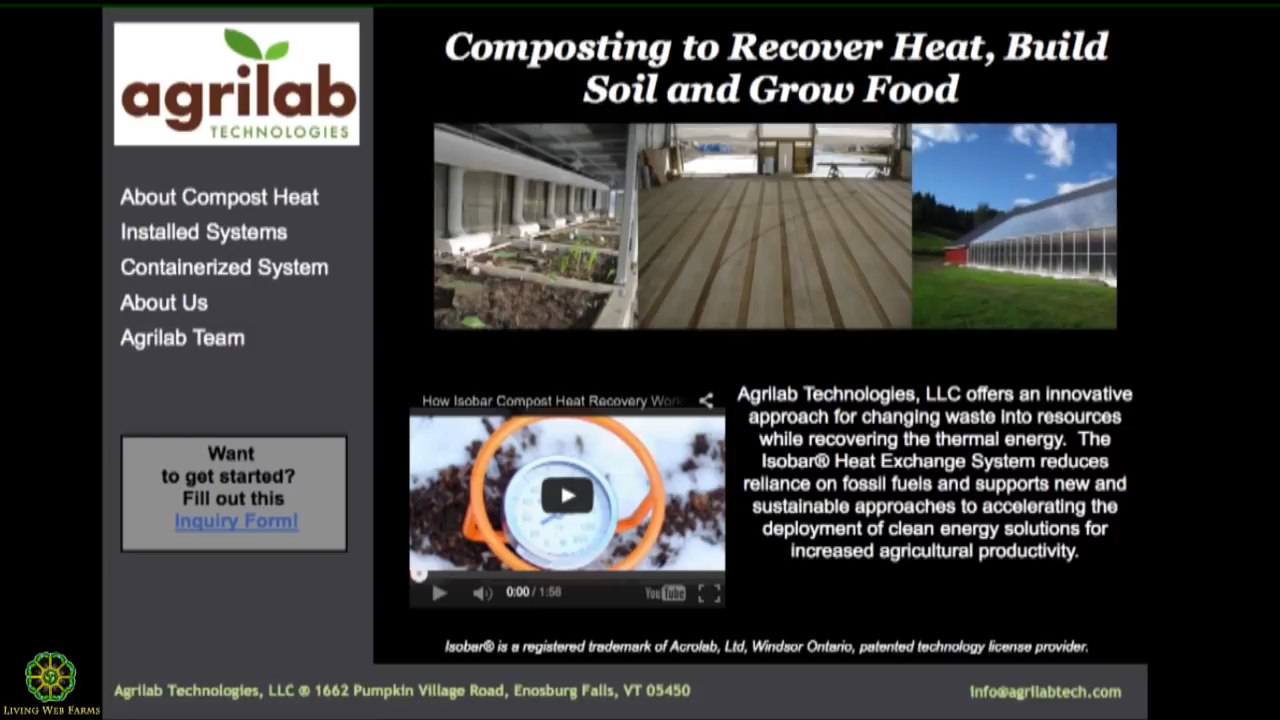 agrilab
TECHNOLOGIES
Composting to Recover Heat, Build
Soil and Grow Food
About Compost Heat
Installed Systems
Containerized System
About Us
Agrilab Team
Want
to get started?
Fill out this
Inquiry Form!
How Isobar Compost Heat Recovery Work
0:00 / 1:58
YouTube
Agrilab Technologies, LLC offers an innovative
approach for changing waste into resources
while recovering the thermal energy. The
Isobar® Heat Exchange System reduces
reliance on fossil fuels and supports new and
sustainable approaches to accelerating the
deployment of clean energy solutions for
increased agricultural productivity.
Isobar® is a registered trademark of Acrolab, Ltd, Windsor Ontario, patented technology license provider.
Agrilab Technologies, LLC ® 1662 Pumpkin Village Road, Enosburg Falls, VT 05450
info@agrilabtech.com
LIVING WEB FARMS